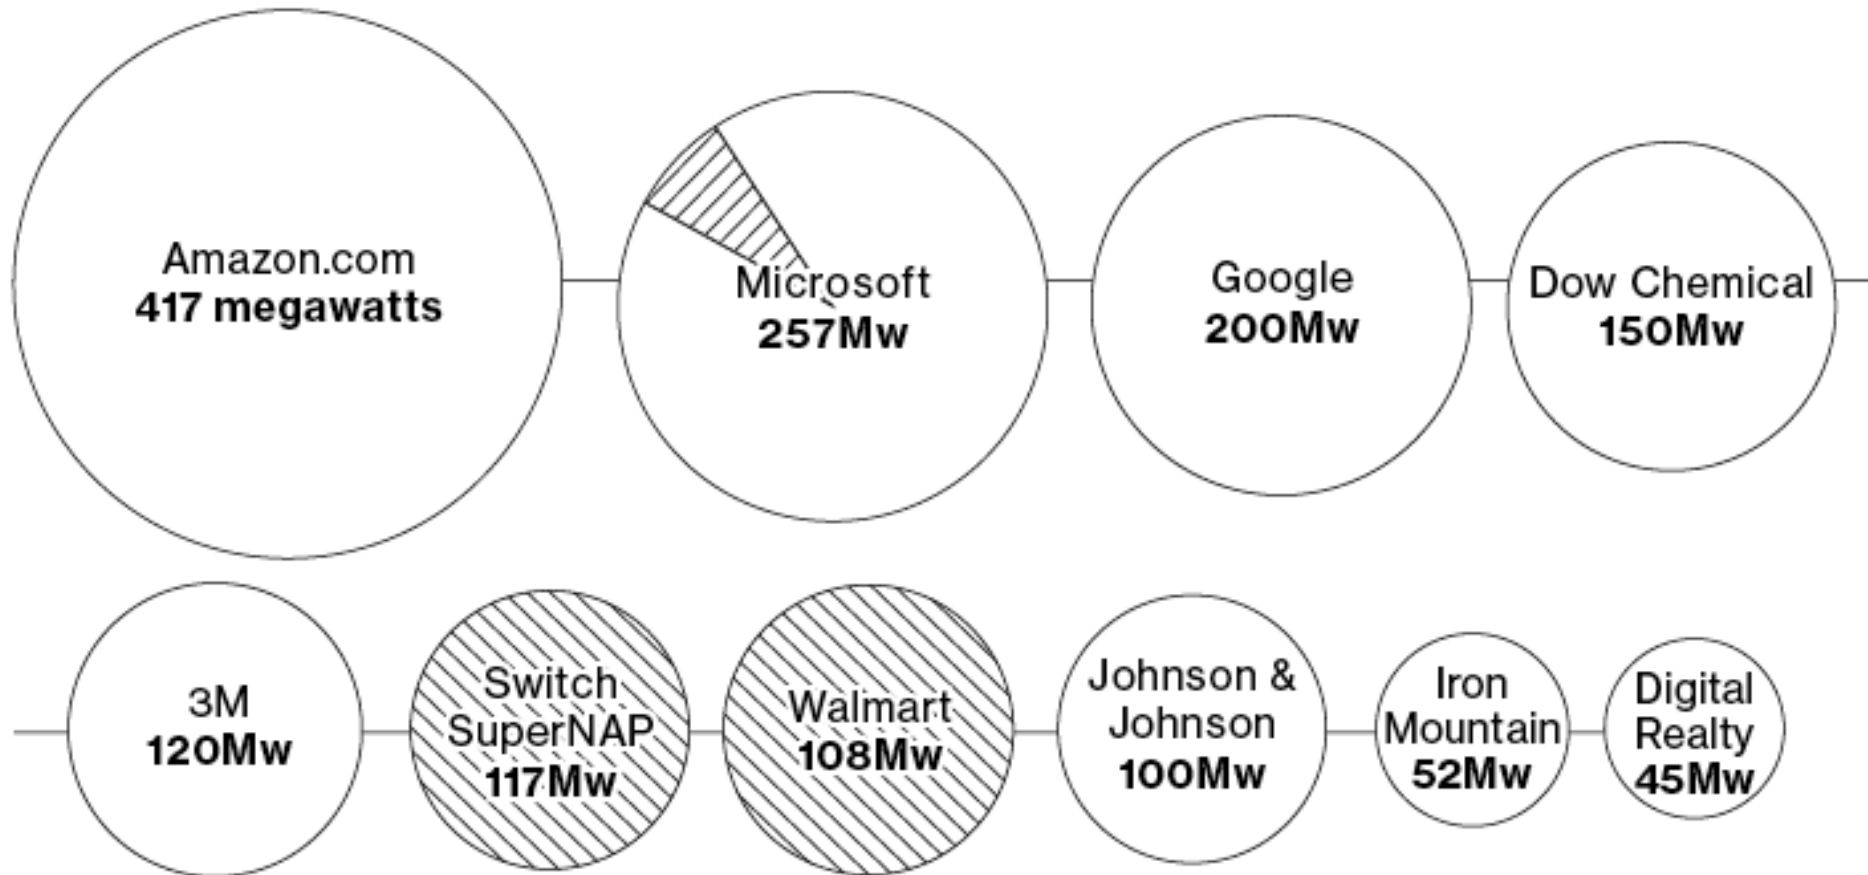 Amazon.com
417 megawatts
Microsoft
257Mw
Google
200Mw
Dow Chemical
150Mw
3M
120Mw
Switch
SuperNAP
117Mw
Walmart
108Mw
Johnson &
Johnson
100Mw
Iron
Mountain
52Mw
Digital
Realty
45Mw